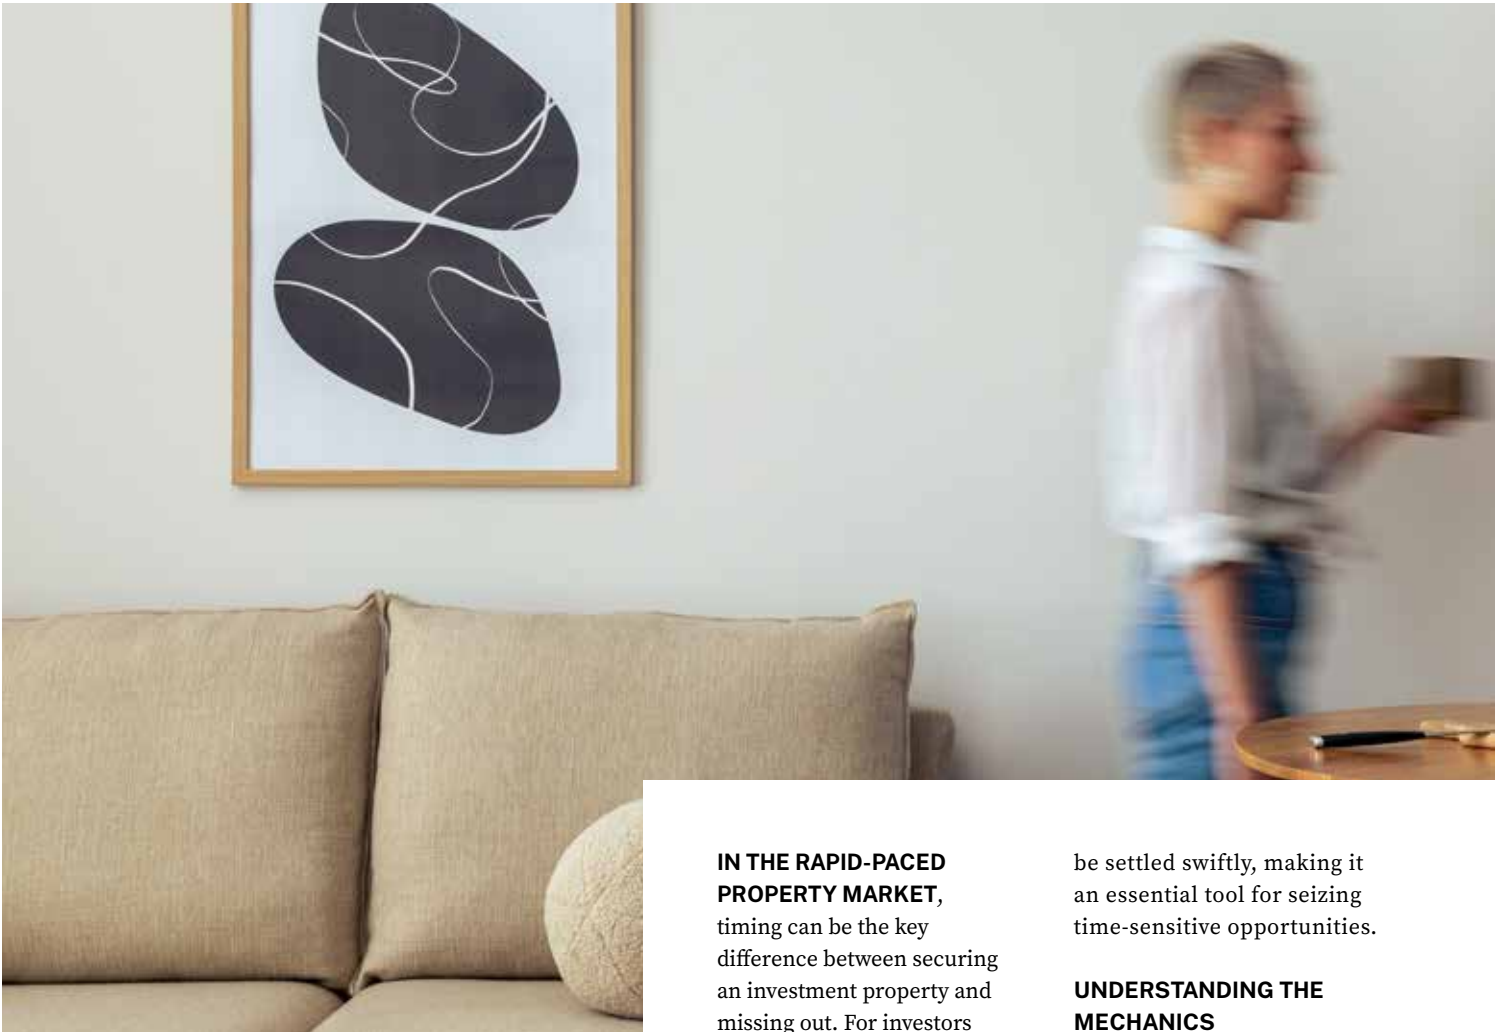 IN THE RAPID-PACED
PROPERTY MARKET,
timing can be the key
difference between securing
an investment property and
missing out. For investors
be settled swiftly, making it
an essential tool for seizing
time-sensitive opportunities.
UNDERSTANDING THE
MECHANICS